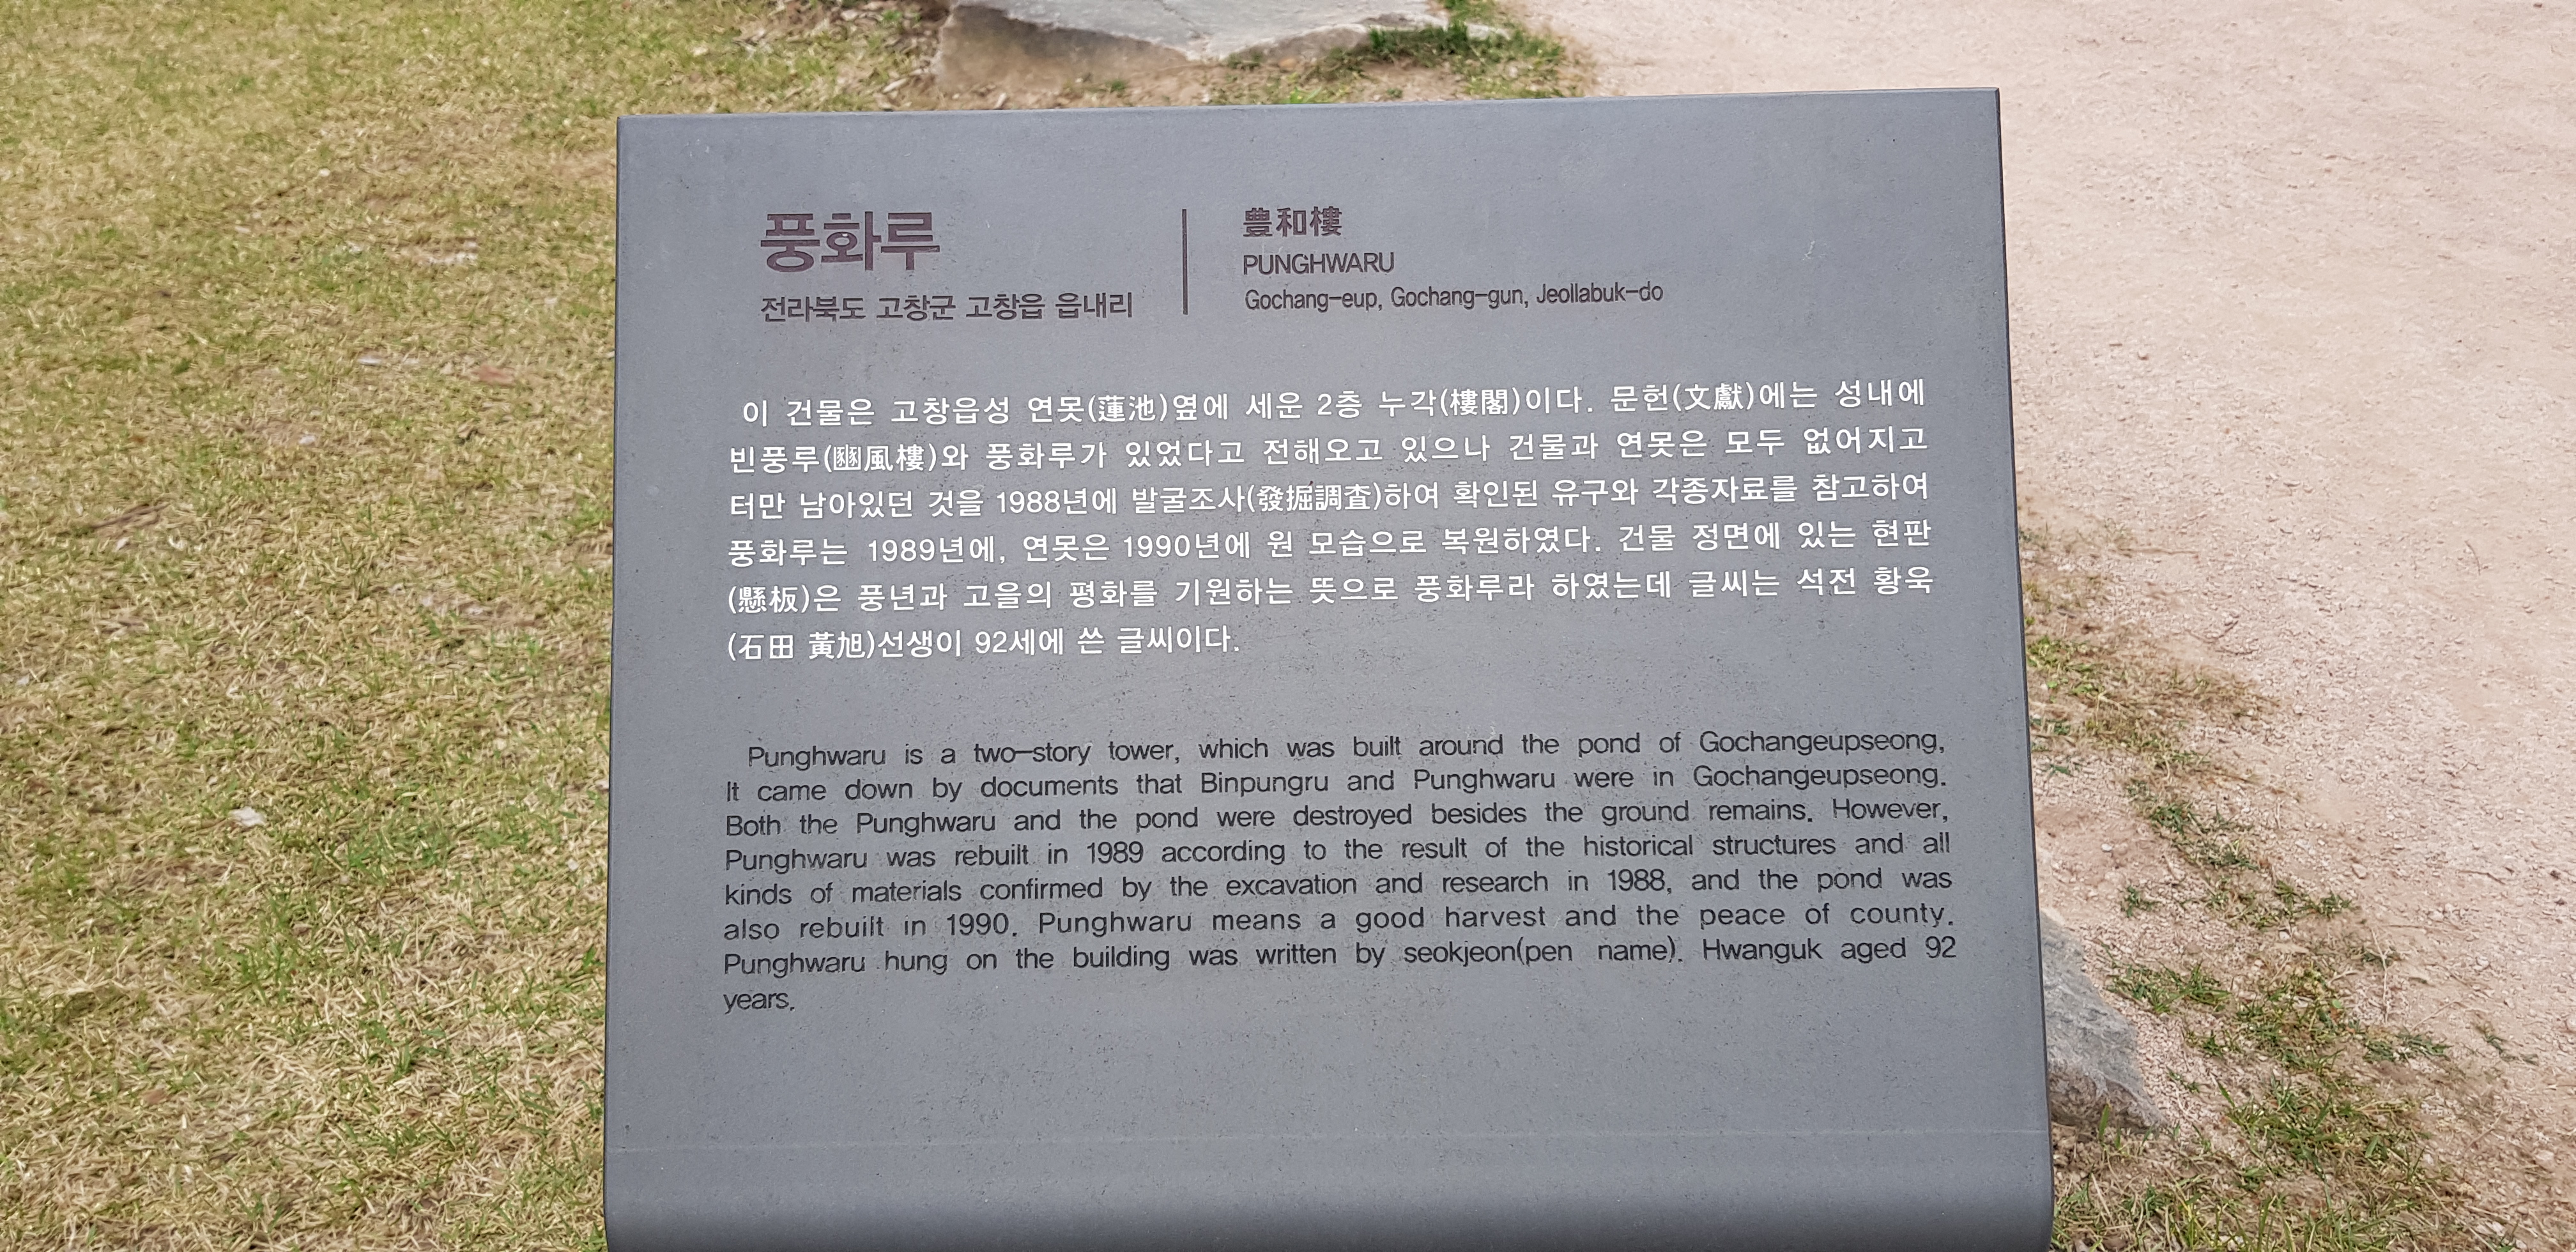 풍화루
전라북도 고창군 고창읍 읍내리
豊和樓
PUNGHWARU
Gochang-eup, Gochang-gun, Jeollabuk-do
이 건물은 고창읍성 연못(蓮池)옆에 세운 2층 누각(樓閣)이다. 문헌(文獻)에는 성내에
빈풍루(豳風樓)와 풍화루가 있었다고 전해오고 있으나 건물과 연못은 모두 없어지고
터만 남아있던 것을 1988년에 발굴조사(發掘調査)하여 확인된 유구와 각종자료를 참고하여
풍화루는 1989년에, 연못은 1990년에 원 모습으로 복원하였다. 건물 정면에 있는 현판
(懸板)은 풍년과 고을의 평화를 기원하는 뜻으로 풍화루라 하였는데 글씨는 석전 황욱
(石田 黃旭)선생이 92세에 쓴 글씨이다.
Punghwaru is a two-story tower, which was built around the pond of Gochangeupseong,
It came down by documents that Binpungru and Punghwaru were in Gochangeupseong.
Both the Punghwaru and the pond were destroyed besides the ground remains. However,
Punghwaru was rebuilt in 1989 according to the result of the historical structures and all
kinds of materials confirmed by the excavation and research in 1988, and the pond was
also rebuilt in 1990. Punghwaru means a good harvest and the peace of county.
Punghwaru hung on the building was written by seokjeon(pen name). Hwanguk aged 92
years.